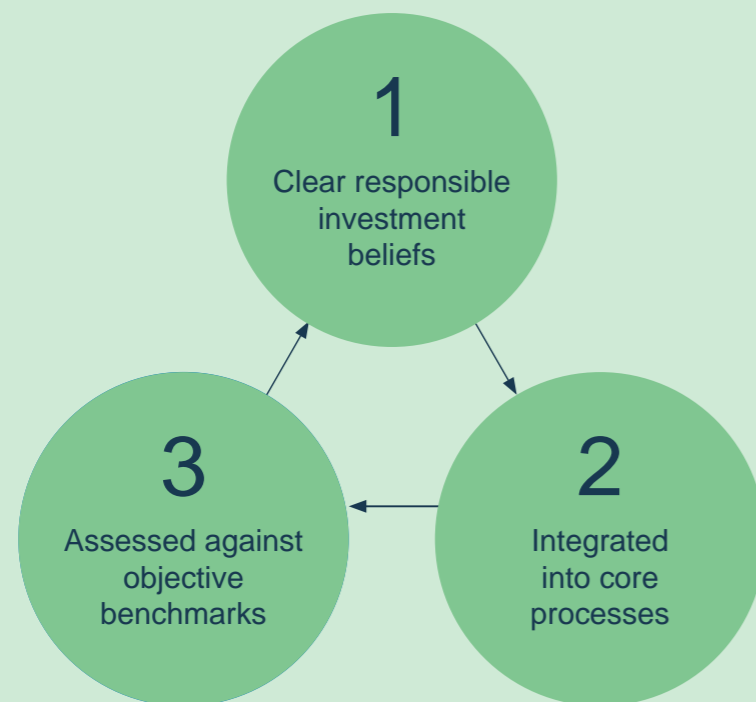 1
Clear responsible
investment
beliefs
2
Integrated
into core
processes
3
Assessed against
objective
benchmarks